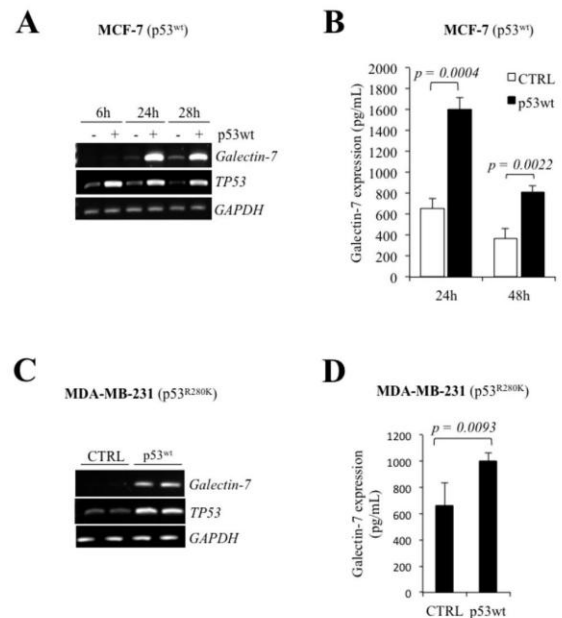 A
MCF-7 (p53wt)
6h 24h 28h
- + - + - + p53wt
Galectin-7
TP53
GAPDH
B
MCF-7 (p53wt)
Galectin-7 expression (pg/mL)
2000
1800
1600
1400
1200
1000
800
600
400
200
0
p = 0.0004
p = 0.0022
CTRL
p53wt
24h 48h
C
MDA-MB-231 (p53R280K)
CTRL p53wt
Galectin-7
TP53
GAPDH
D
MDA-MB-231 (p53R280K)
p = 0.0093
Galectin-7 expression
(pg/mL)
1200
1000
800
600
400
200
0
CTRL p53wt